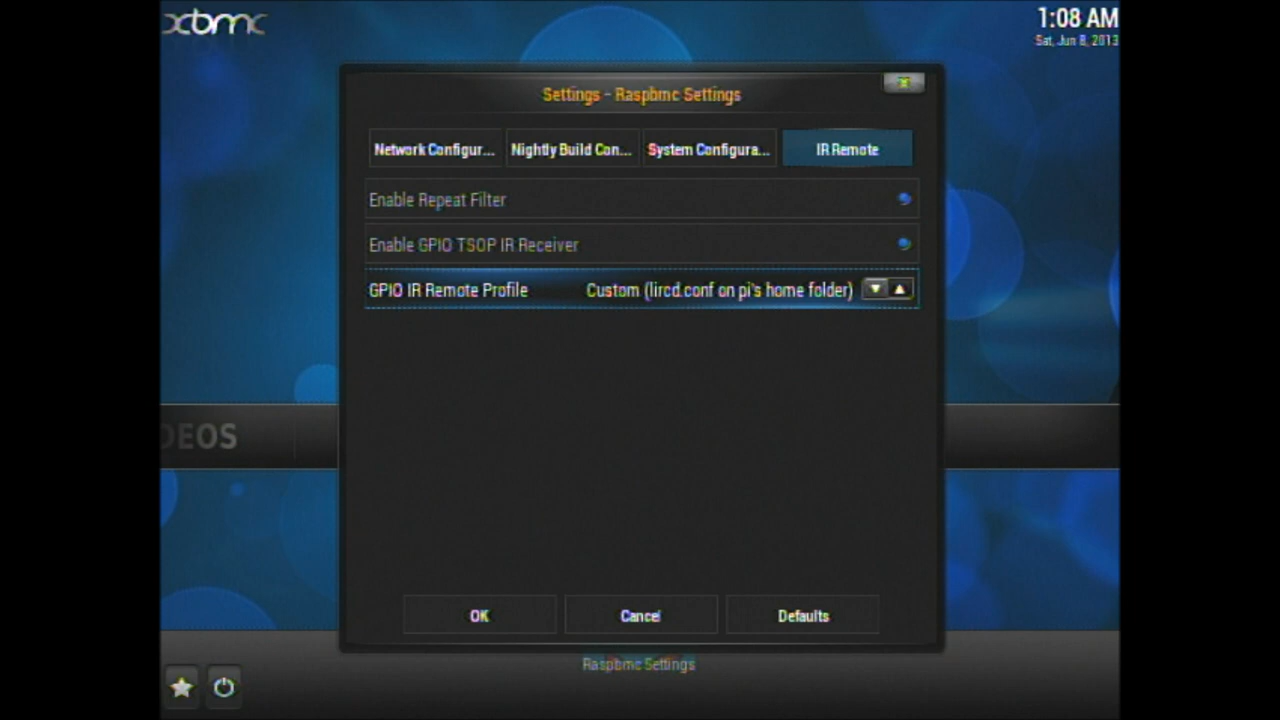 xbmc
1:08 AM
Sat, Jun 8, 2013
Settings - Raspbmc Settings
Network Configur... Nightly Build Con... System Configura... IR Remote
Enable Repeat Filter
Enable GPIO TSOP IR Receiver
GPIO IR Remote Profile Custom (lircd.conf on pi's home folder)
DEOS
OK Cancel Defaults
Raspbmc Settings